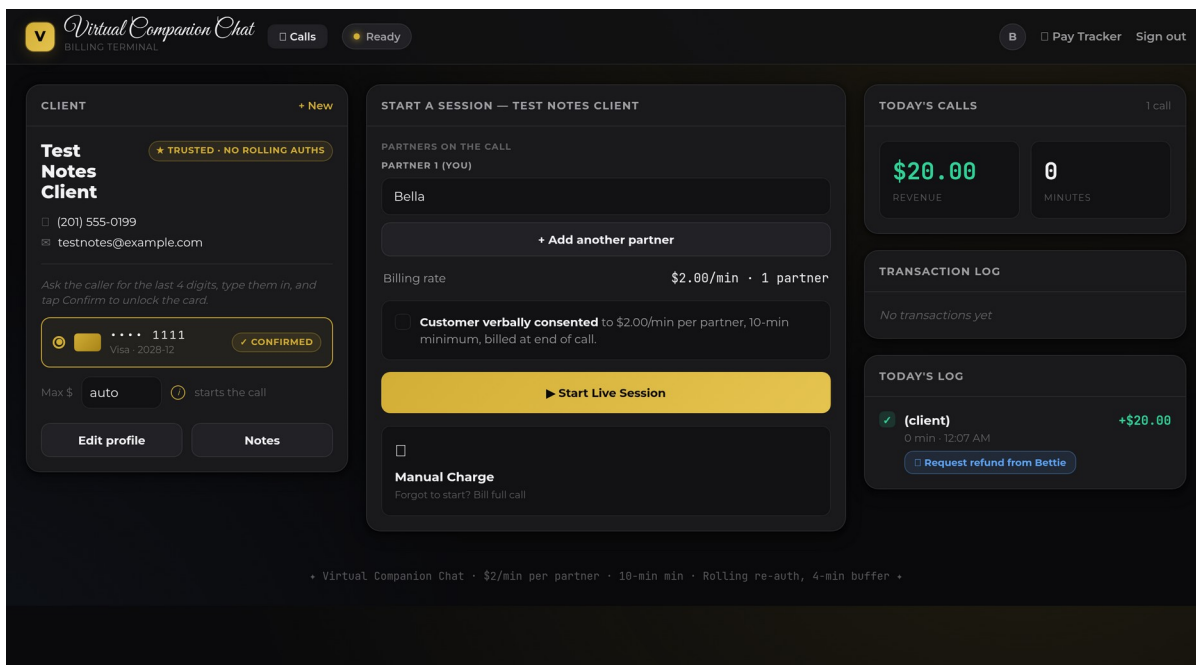 V
Virtual Companion Chat
BILLING TERMINAL
Calls
Ready
B
Pay Tracker
Sign out
CLIENT
+ New
Test
Notes
Client
★ TRUSTED · NO ROLLING AUTHS
(201) 555-0199
✉ testnotes@example.com
Ask the caller for the last 4 digits, type them in, and
tap Confirm to unlock the card.
•••• 1111
Visa · 2028-12
✓ CONFIRMED
Max $
auto
i
starts the call
Edit profile
Notes
START A SESSION — TEST NOTES CLIENT
PARTNERS ON THE CALL
PARTNER 1 (YOU)
Bella
+ Add another partner
Billing rate
$2.00/min · 1 partner
Customer verbally consented to $2.00/min per partner, 10-min
minimum, billed at end of call.
▶ Start Live Session
Manual Charge
Forgot to start? Bill full call
TODAY'S CALLS
1 call
$20.00
REVENUE
0
MINUTES
TRANSACTION LOG
No transactions yet
TODAY'S LOG
✓ (client)
+$20.00
0 min · 12:07 AM
Request refund from Bettie
✦ Virtual Companion Chat · $2/min per partner · 10-min min · Rolling re-auth, 4-min buffer ✦